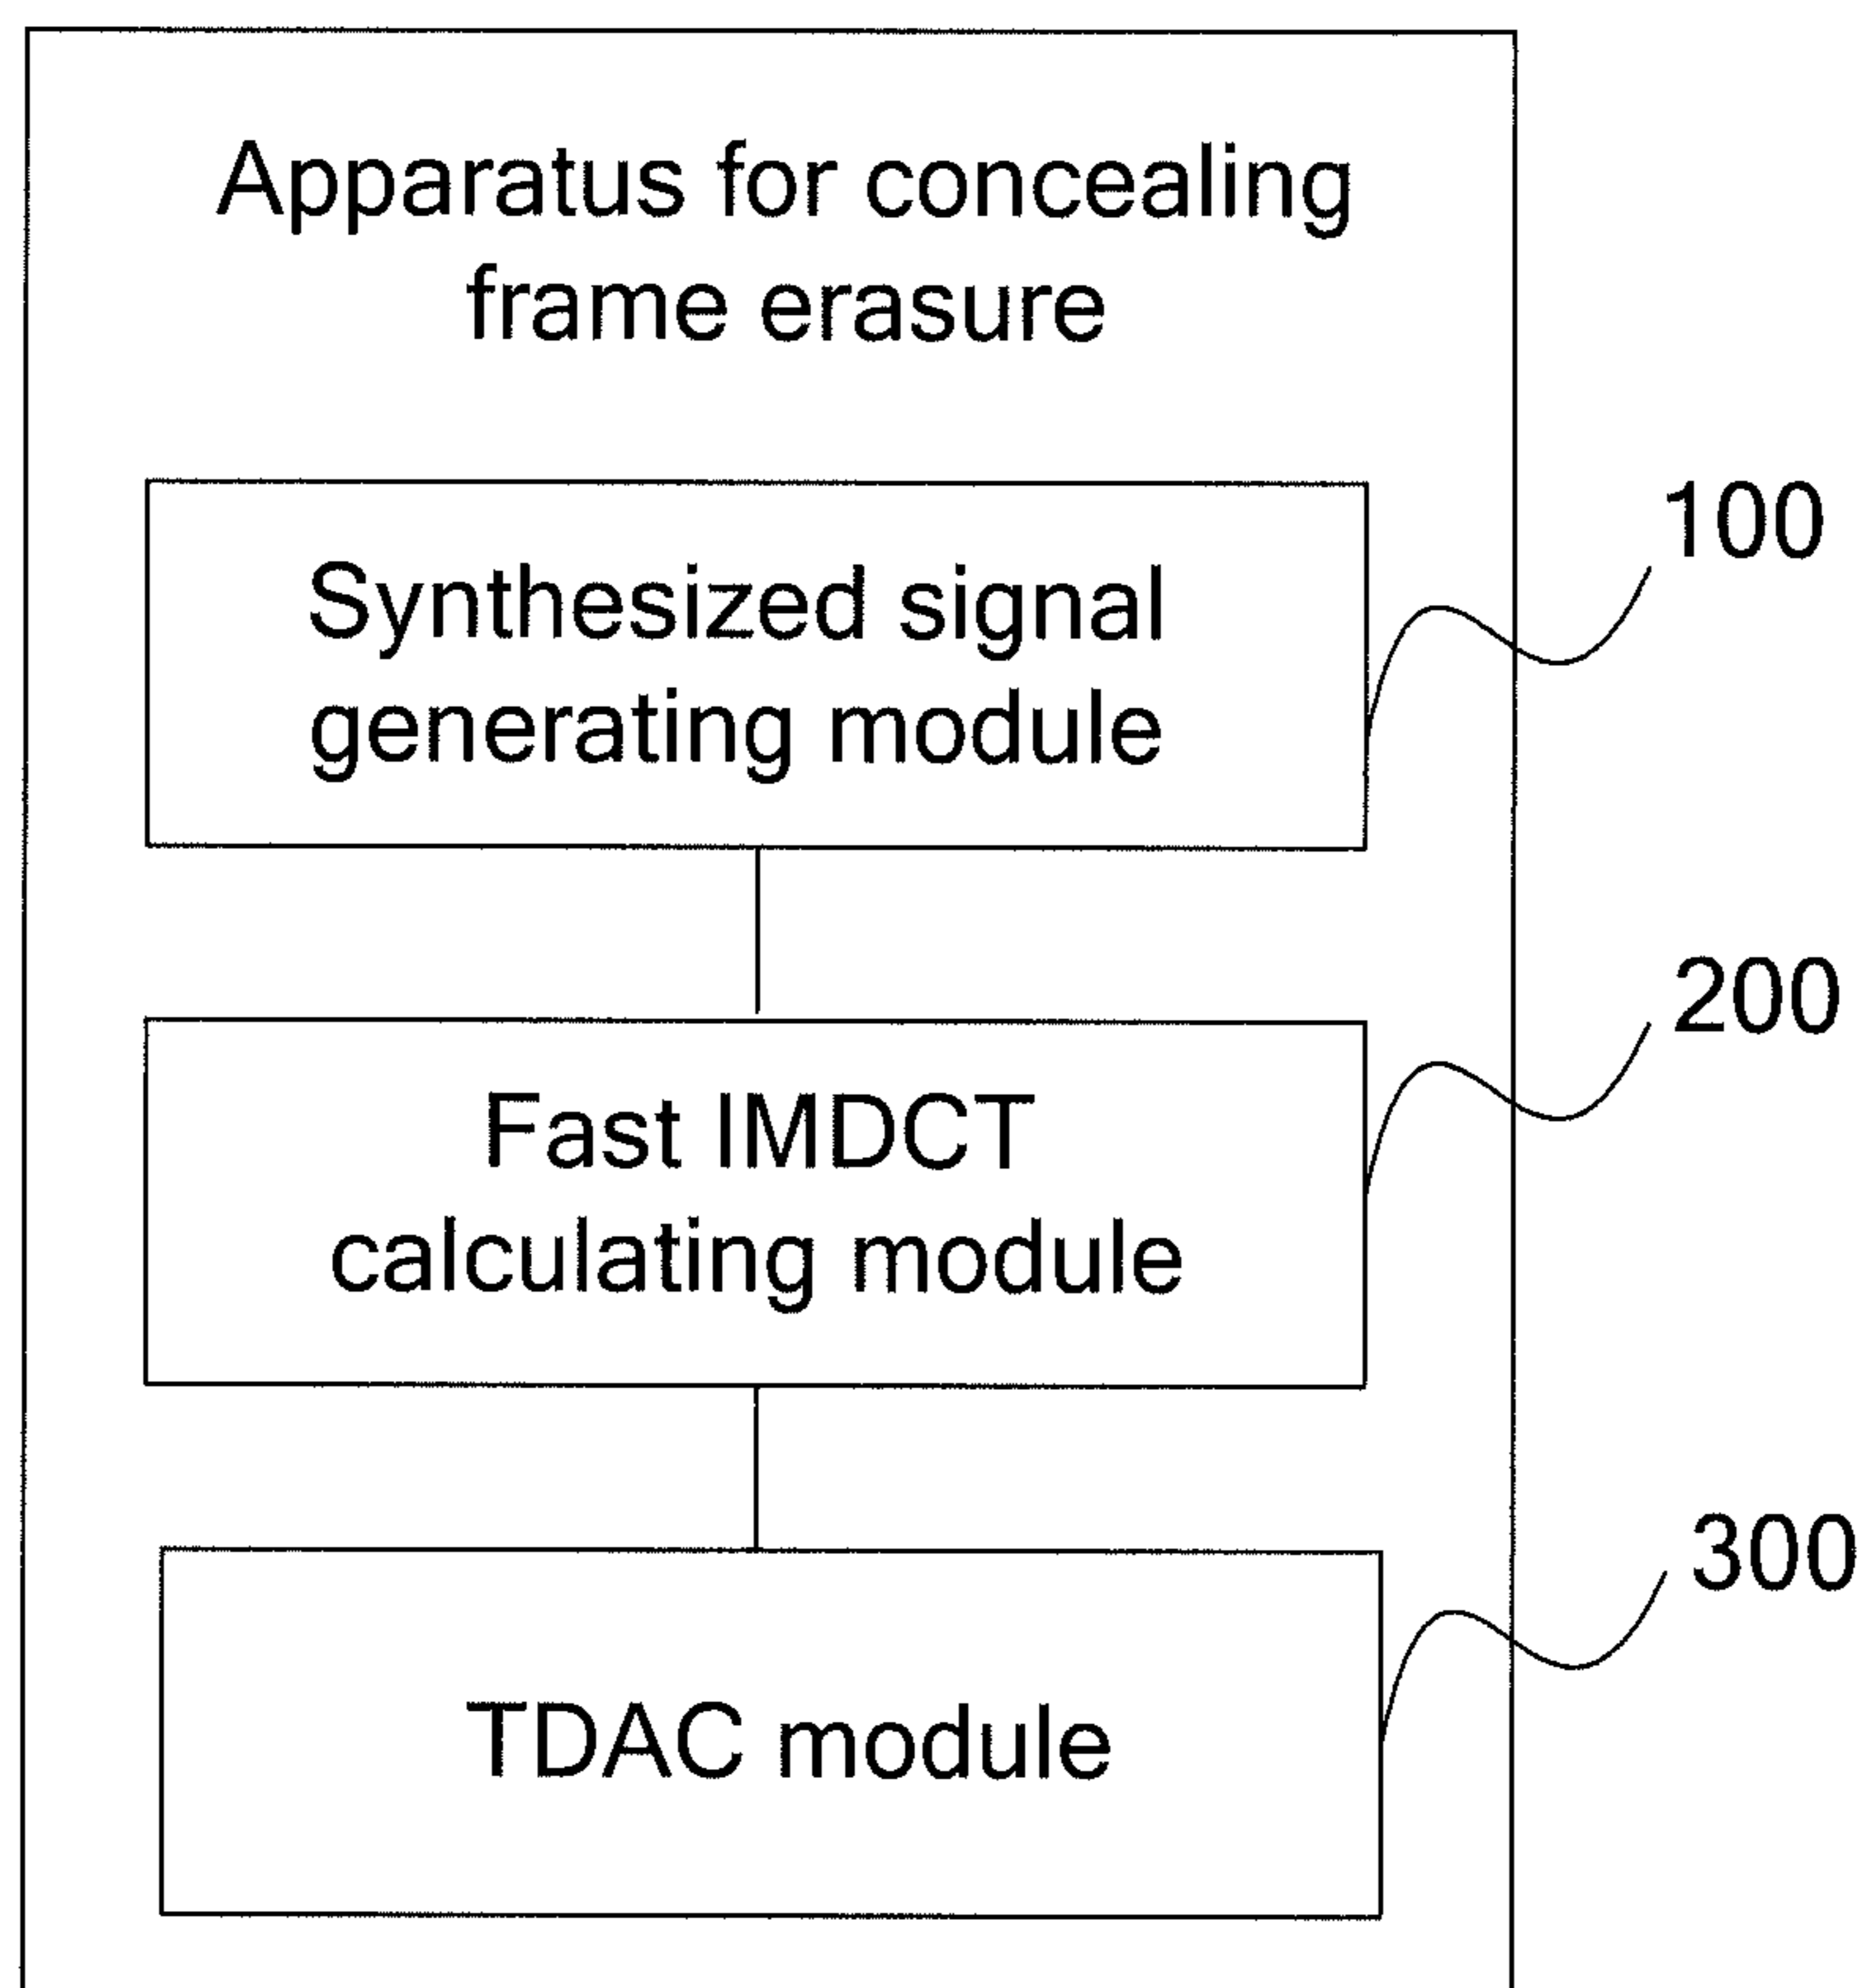 Apparatus for concealing
frame erasure
100
Synthesized signal
generating module
200
Fast IMDCT
calculating module
300
TDAC module